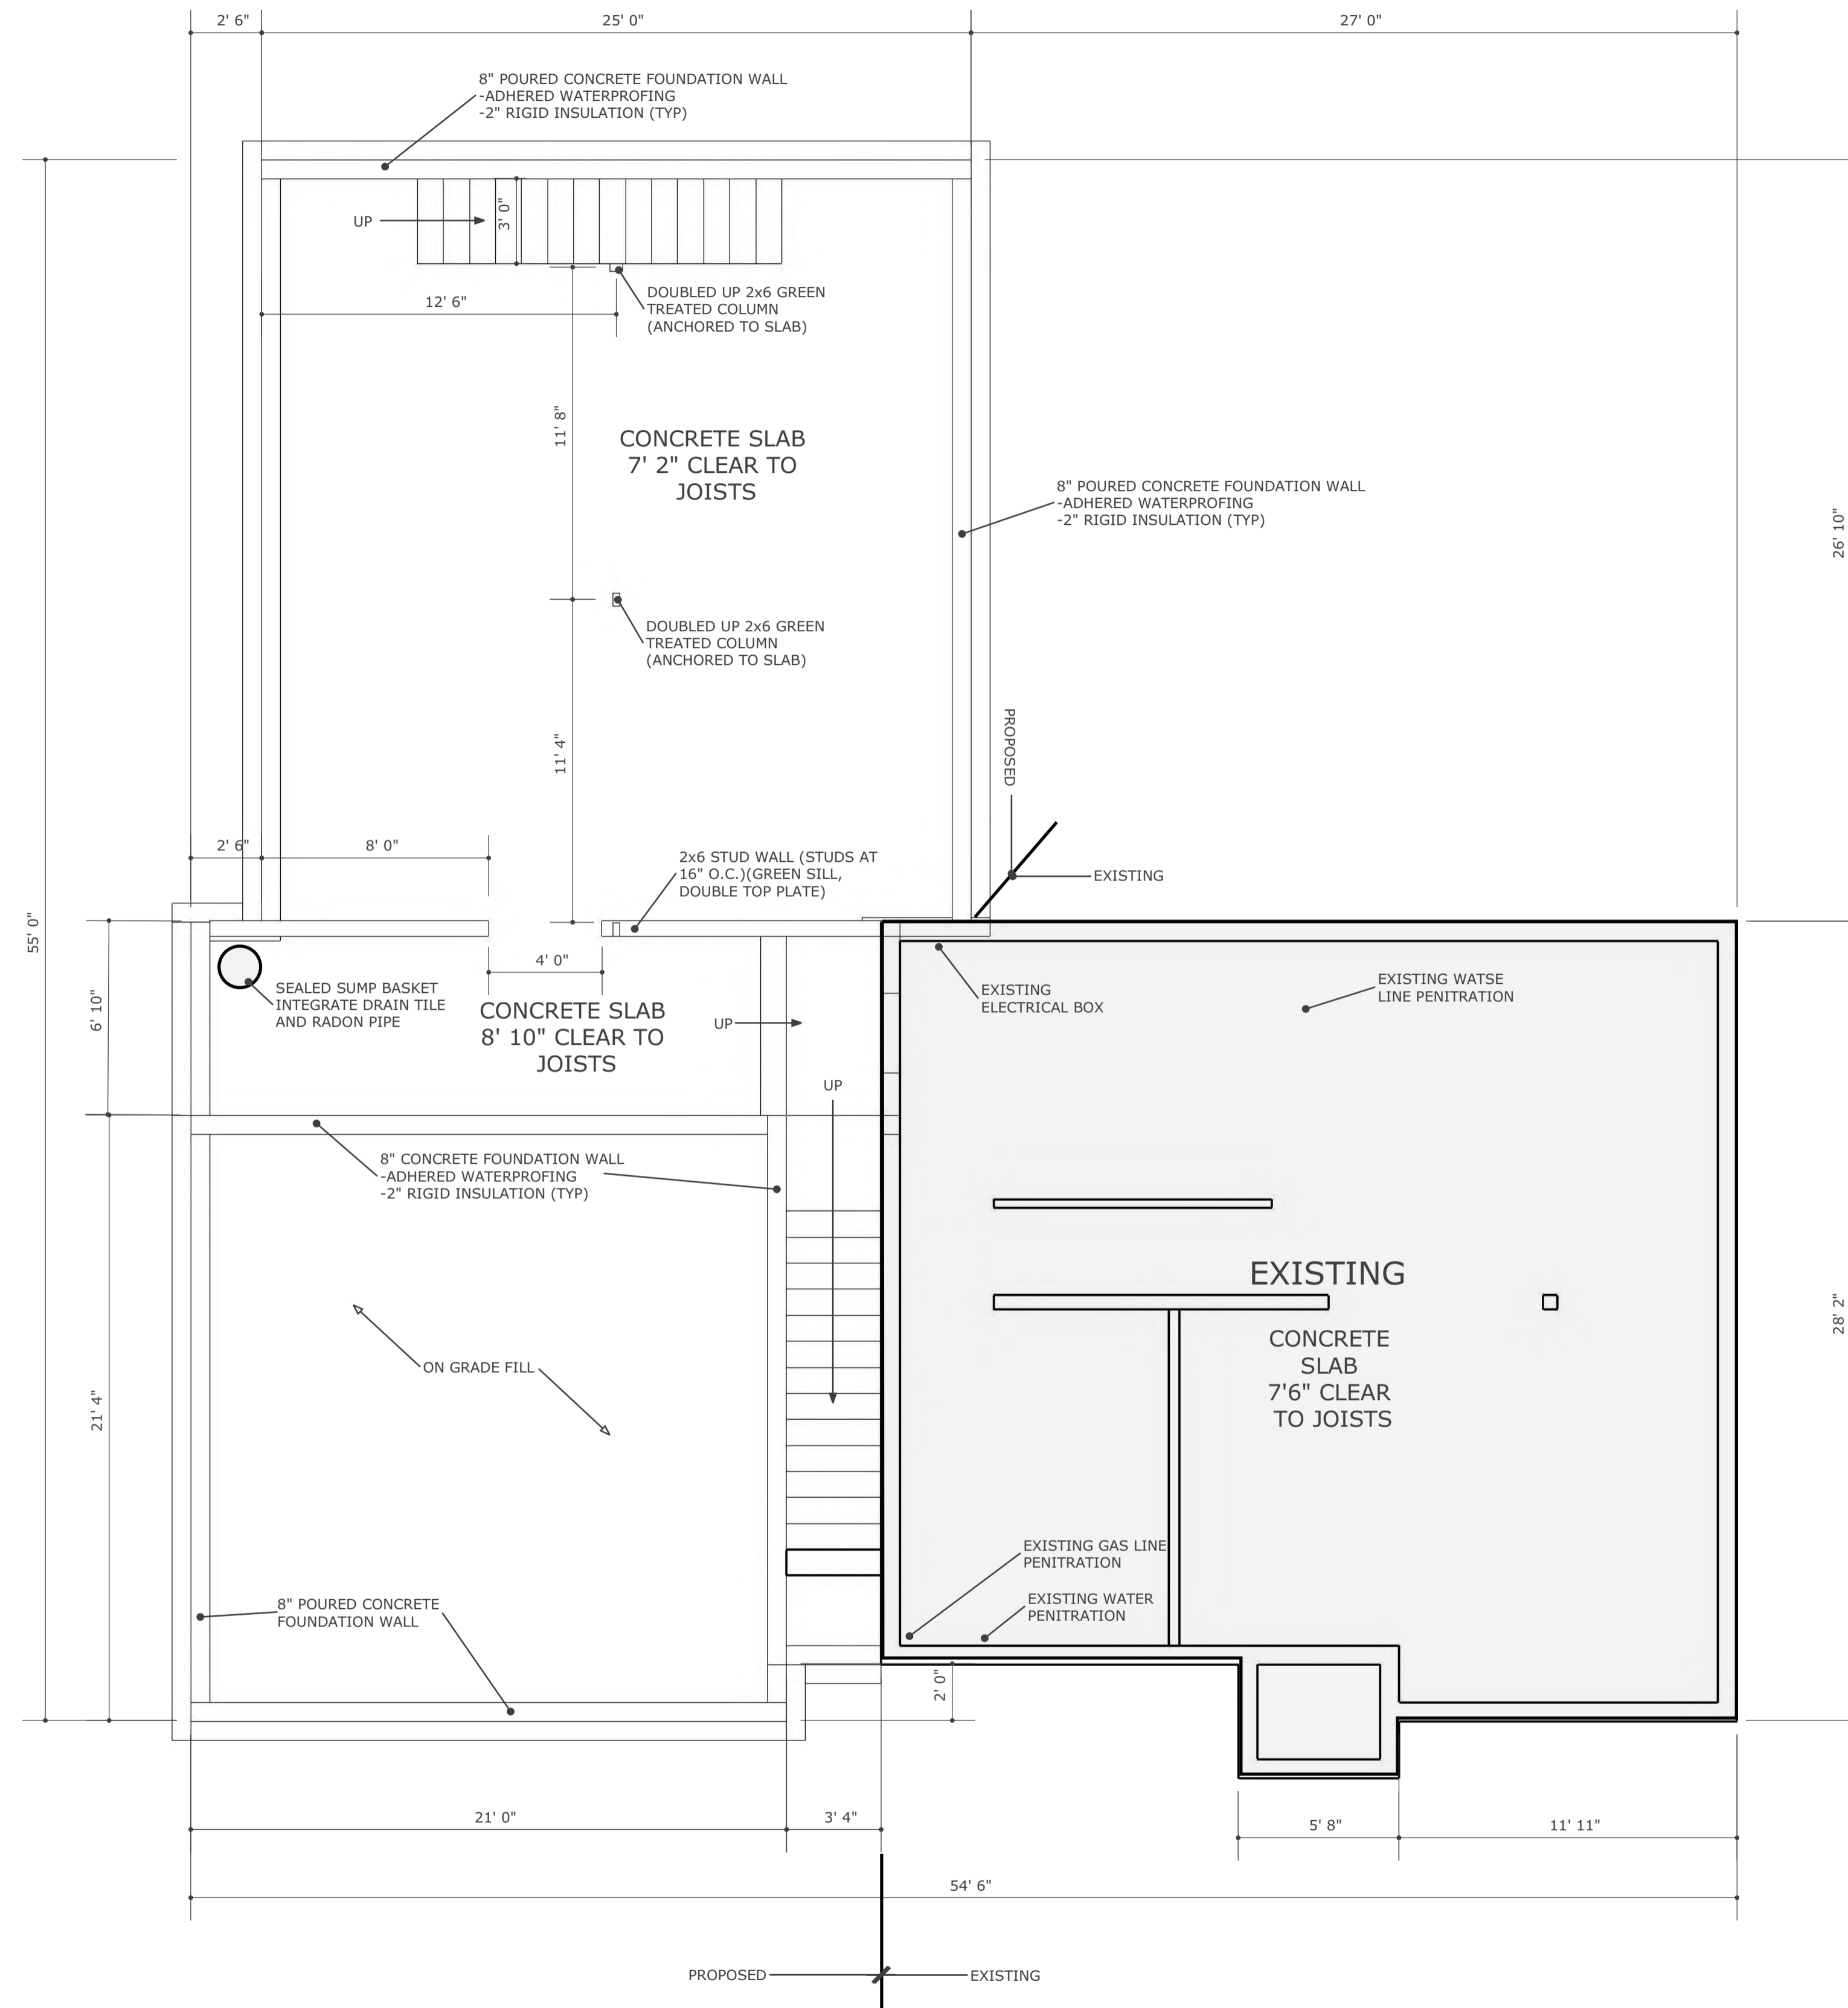 2' 6"
25' 0"
27' 0"
8" POURED CONCRETE FOUNDATION WALL
-ADHERED WATERPROFING
-2" RIGID INSULATION (TYP)
UP
3' 0"
12' 6"
DOUBLED UP 2x6 GREEN
TREATED COLUMN
(ANCHORED TO SLAB)
11' 8"
CONCRETE SLAB
7' 2" CLEAR TO
JOISTS
8" POURED CONCRETE FOUNDATION WALL
-ADHERED WATERPROFING
-2" RIGID INSULATION (TYP)
26' 10"
DOUBLED UP 2x6 GREEN
TREATED COLUMN
(ANCHORED TO SLAB)
11' 4"
PROPOSED
EXISTING
2' 6"
8' 0"
2x6 STUD WALL (STUDS AT
16" O.C.)(GREEN SILL,
DOUBLE TOP PLATE)
55' 0"
4' 0"
6' 10"
SEALED SUMP BASKET
INTEGRATE DRAIN TILE
AND RADON PIPE
CONCRETE SLAB
8' 10" CLEAR TO
JOISTS
UP
EXISTING
ELECTRICAL BOX
EXISTING WATSE
LINE PENITRATION
UP
8" CONCRETE FOUNDATION WALL
-ADHERED WATERPROFING
-2" RIGID INSULATION (TYP)
EXISTING
CONCRETE
SLAB
7'6" CLEAR
TO JOISTS
28' 2"
ON GRADE FILL
21' 4"
EXISTING GAS LINE
PENITRATION
EXISTING WATER
PENITRATION
8" POURED CONCRETE
FOUNDATION WALL
2' 0"
21' 0"
3' 4"
5' 8"
11' 11"
54' 6"
PROPOSED
EXISTING